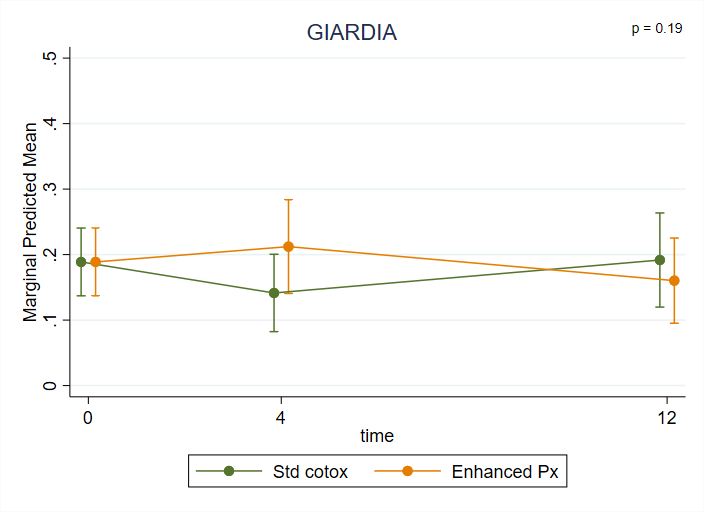 GIARDIA
p = 0.19
Marginal Predicted Mean
.5
.4
.3
.2
.1
0
0 4 12
time
Std cotox Enhanced Px